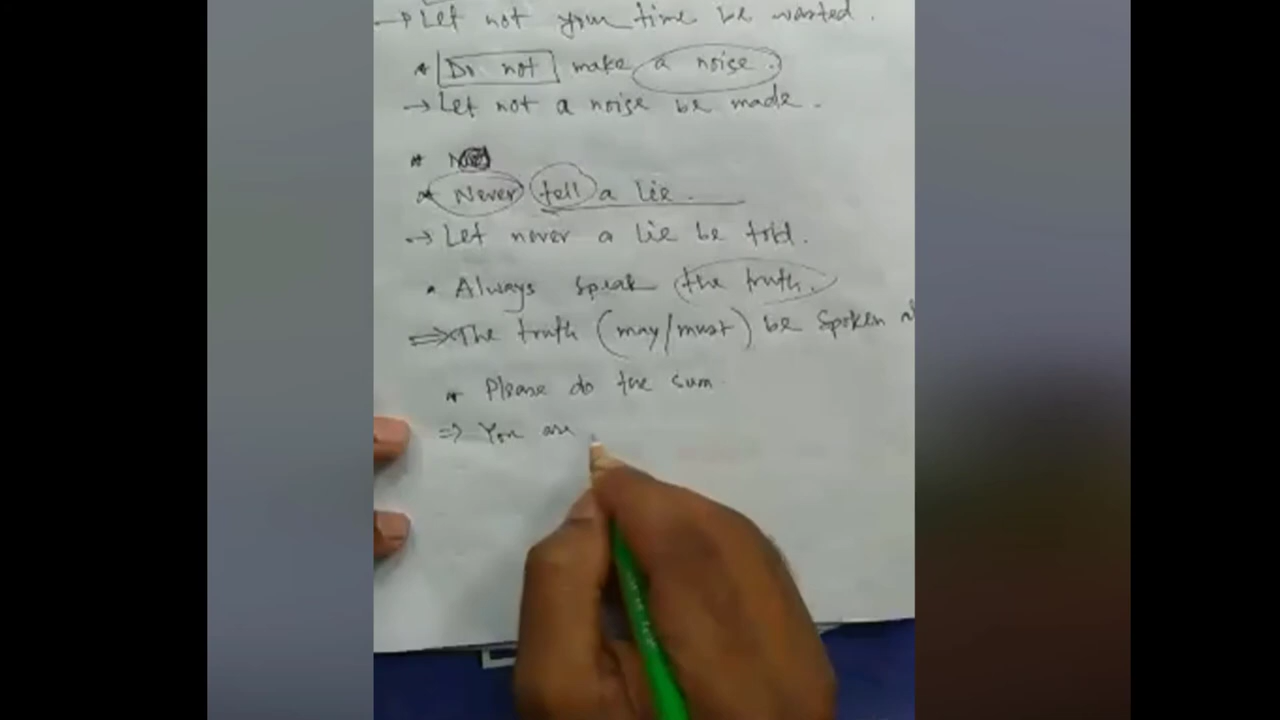 → Let not your time be wasted.
* Do not make a noise.
→ Let not a noise be made.
* Never tell a lie.
→ Let never a lie be told.
• Always speak the truth.
⇒ The truth (may/must) be spoken
* Please do the sum
⇒ You are